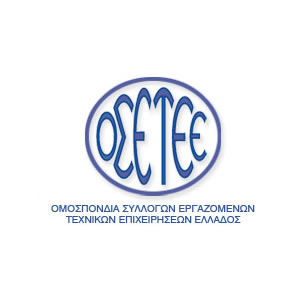 ΟΣΕΤΕΕ
ΟΜΟΣΠΟΝΔΙΑ ΣΥΛΛΟΓΩΝ ΕΡΓΑΖΟΜΕΝΩΝ
ΤΕΧΝΙΚΩΝ ΕΠΙΧΕΙΡΗΣΕΩΝ ΕΛΛΑΔΟΣ